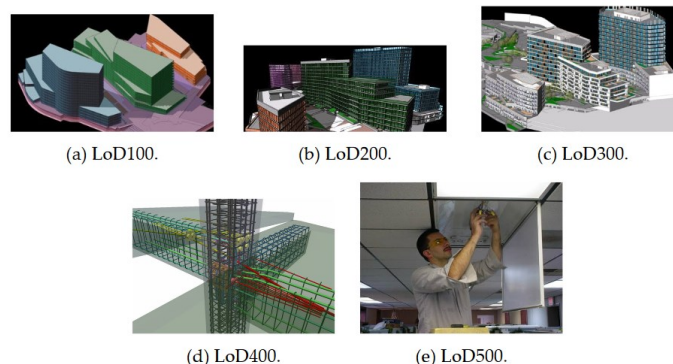 (a) LoD100.
(b) LoD200.
(c) LoD300.
(d) LoD400.
(e) LoD500.